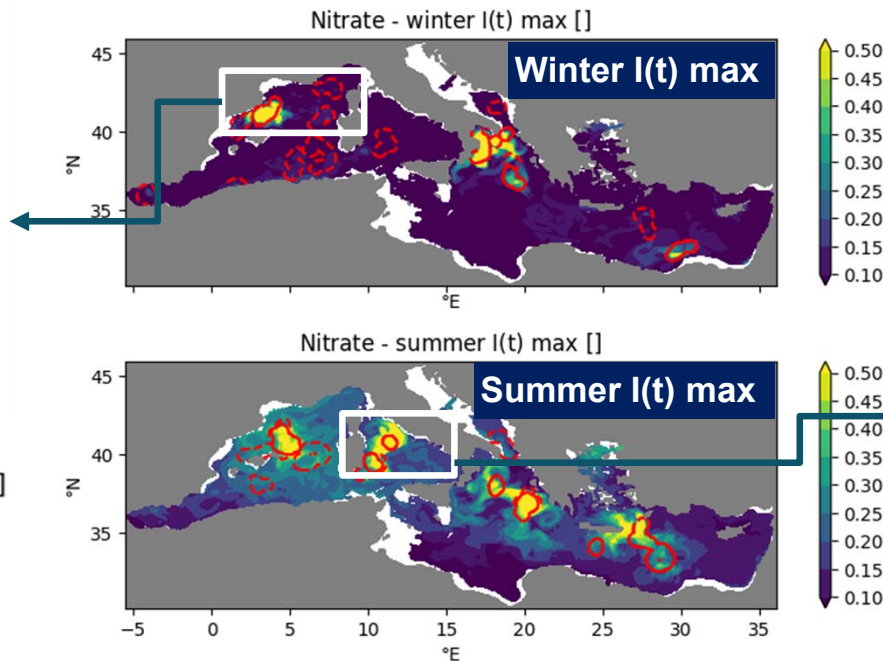 Nitrate - winter I(t) max []
Winter I(t) max
45
40
35
°N
°E
0.50
0.45
0.40
0.35
0.30
0.25
0.20
0.15
0.10
Nitrate - summer I(t) max []
Summer I(t) max
45
40
35
°N
]
−5 0 5 10 15 20 25 30 35
°E
0.50
0.45
0.40
0.35
0.30
0.25
0.20
0.15
0.10